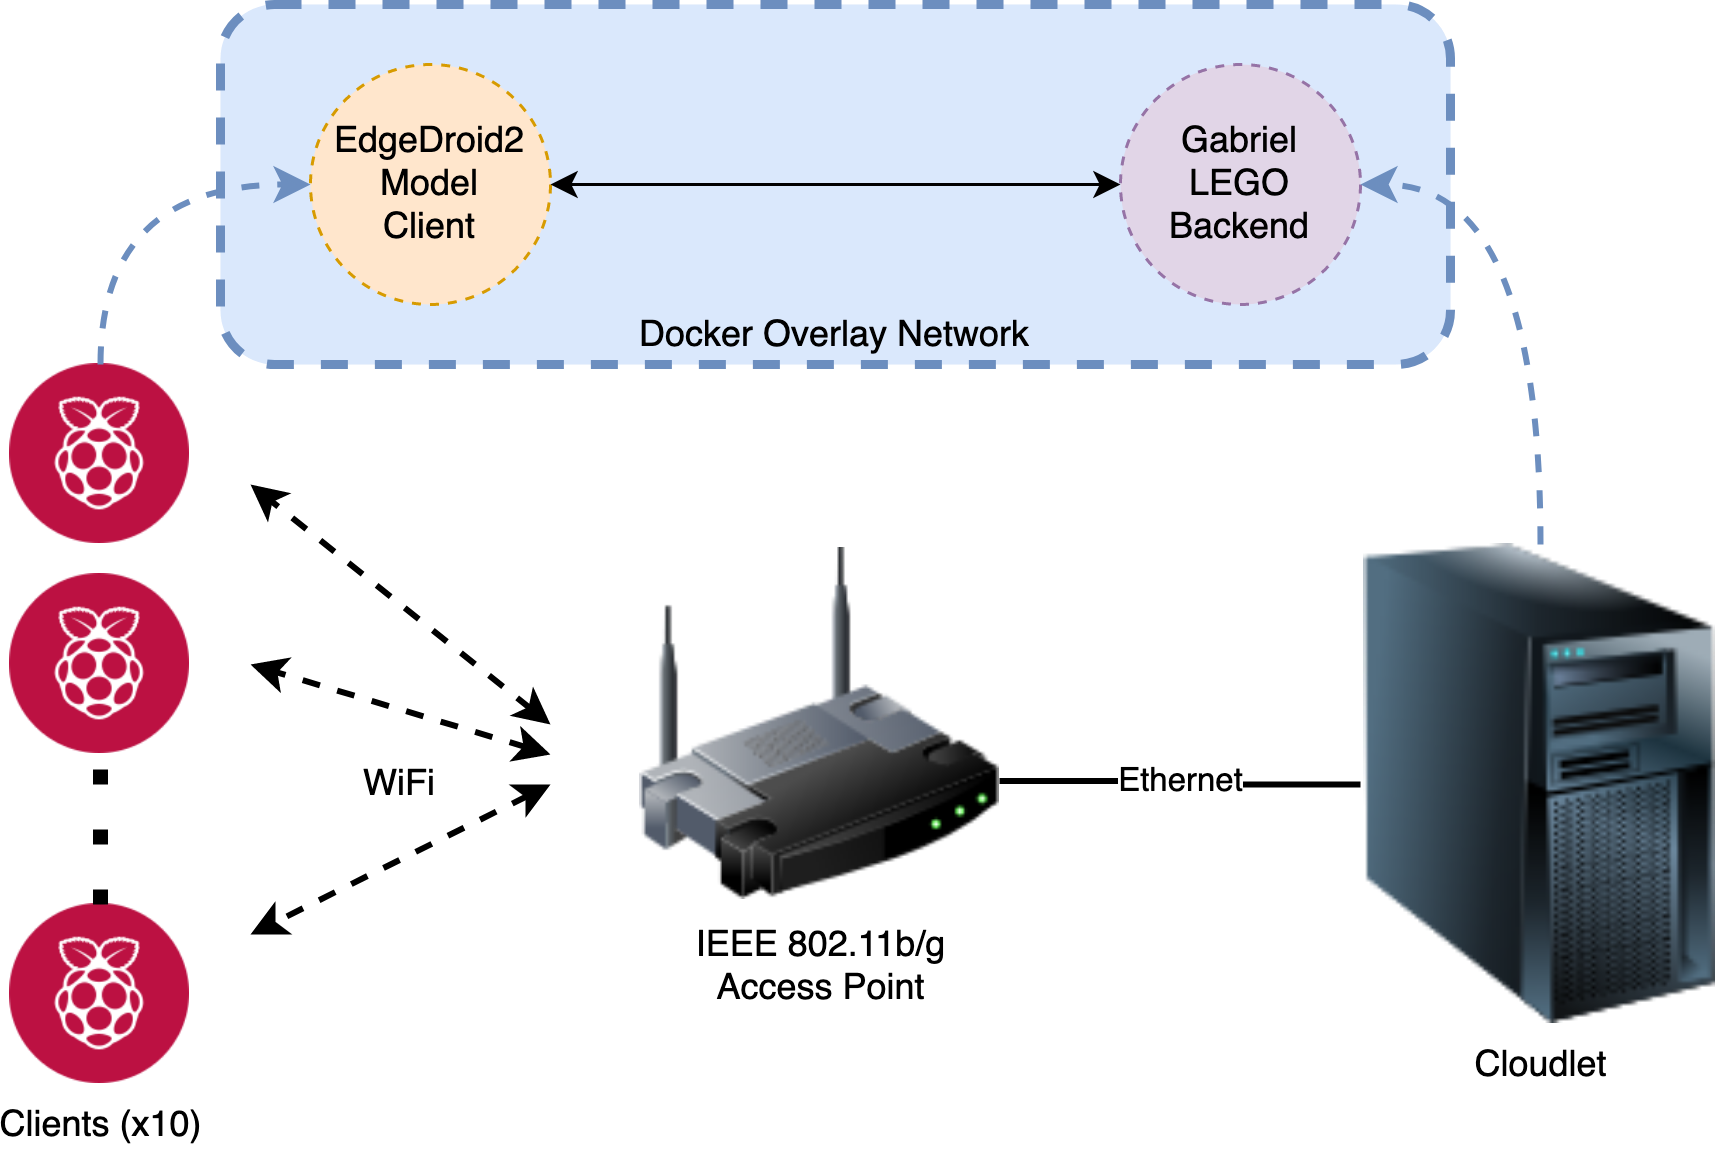 EdgeDroid2
Model
Client
Gabriel
LEGO
Backend
Docker Overlay Network
WiFi
Ethernet
IEEE 802.11b/g
Access Point
Cloudlet
Clients (x10)